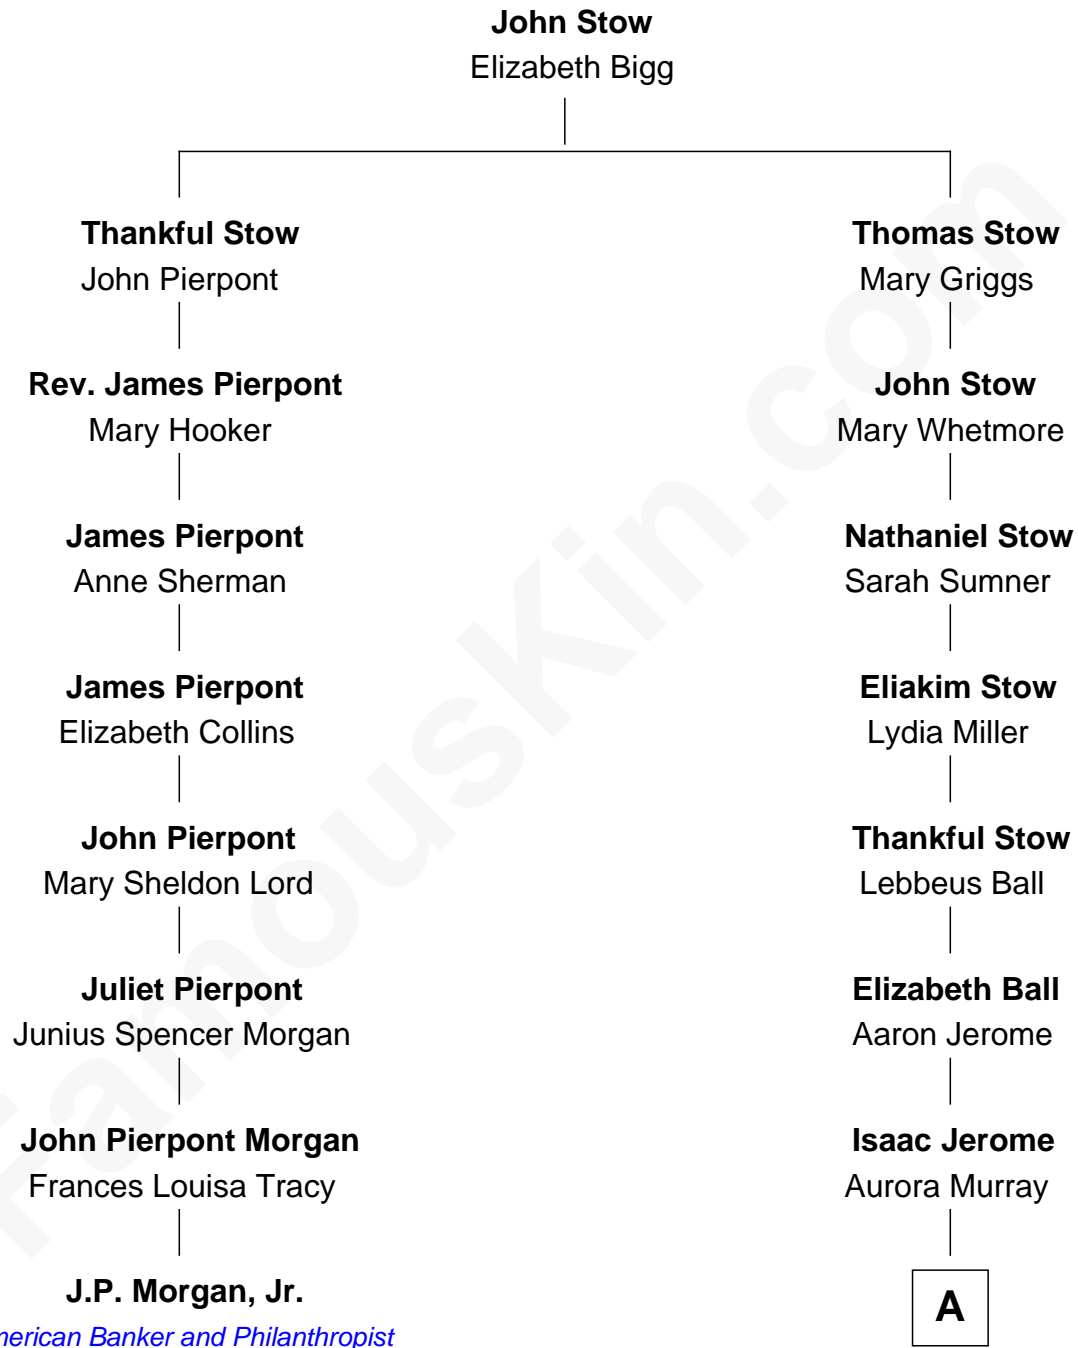 John Stow
Elizabeth Bigg
Thankful Stow
John Pierpont
Thomas Stow
Mary Griggs
Rev. James Pierpont
Mary Hooker
John Stow
Mary Whetmore
James Pierpont
Anne Sherman
Nathaniel Stow
Sarah Sumner
James Pierpont
Elizabeth Collins
Eliakim Stow
Lydia Miller
John Pierpont
Mary Sheldon Lord
Thankful Stow
Lebbeus Ball
Juliet Pierpont
Junius Spencer Morgan
Elizabeth Ball
Aaron Jerome
John Pierpont Morgan
Frances Louisa Tracy
Isaac Jerome
Aurora Murray
J.P. Morgan, Jr.
merican Banker and Philanthropist
A
FamousKin.com